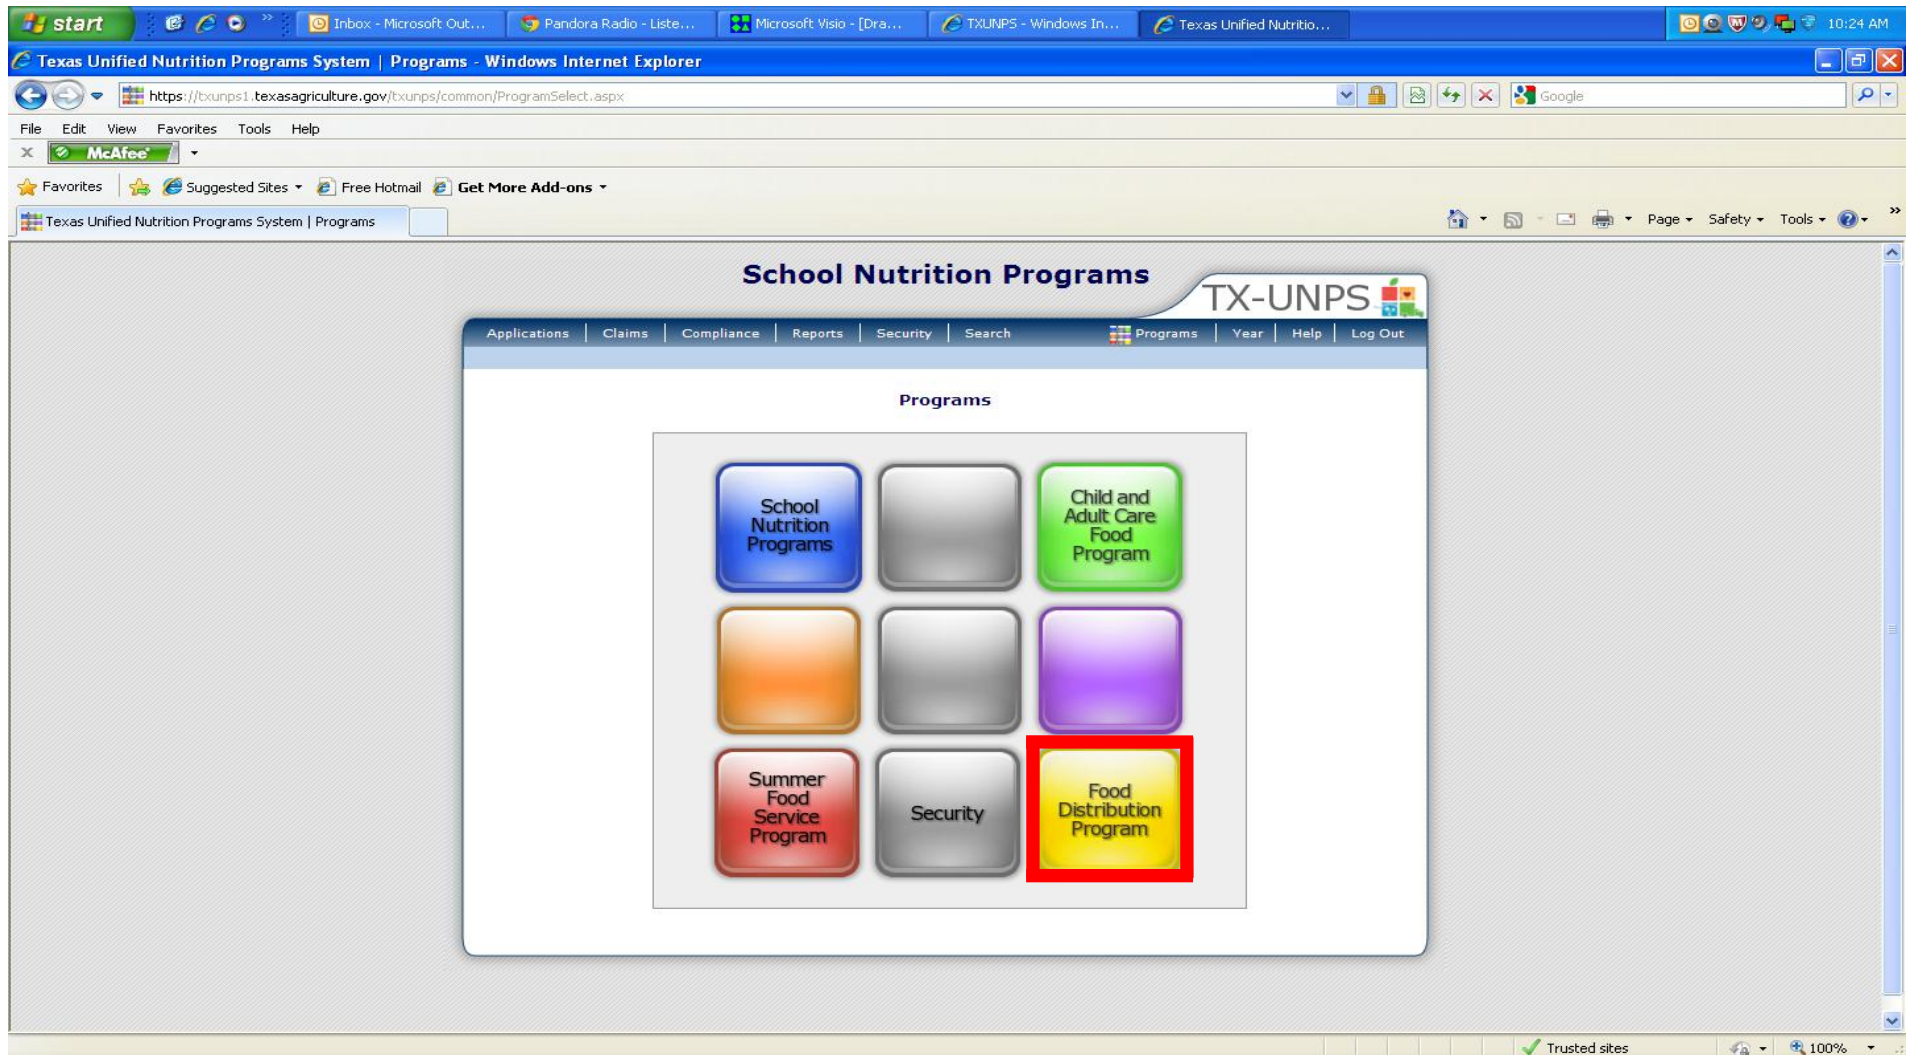 start
Inbox - Microsoft Out...
Pandora Radio - Liste...
Microsoft Visio - [Dra...
TXUNPS - Windows In...
Texas Unified Nutritio...
10:24 AM
Texas Unified Nutrition Programs System | Programs - Windows Internet Explorer
https://txunps1.texasagriculture.gov/txunps/common/ProgramSelect.aspx
Google
File Edit View Favorites Tools Help
X McAfee
Favorites Suggested Sites Free Hotmail Get More Add-ons
Texas Unified Nutrition Programs System | Programs
Page Safety Tools
School Nutrition Programs
TX-UNPS
Applications | Claims | Compliance | Reports | Security | Search
Programs | Year | Help | Log Out
Programs
School
Nutrition
Programs
Child and
Adult Care
Food
Program
Summer
Food
Service
Program
Security
Food
Distribution
Program
Trusted sites
100%